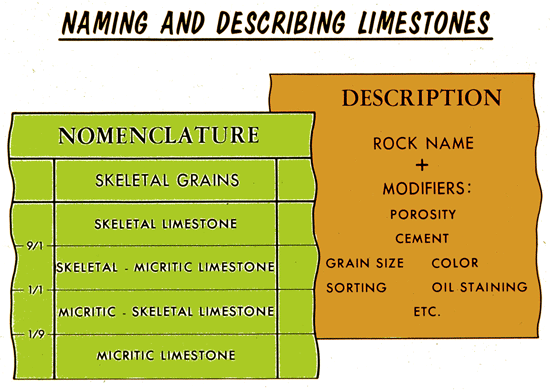 NAMING AND DESCRIBING LIMESTONES
NOMENCLATURE
SKELETAL GRAINS
SKELETAL LIMESTONE
9/1
SKELETAL - MICRITIC LIMESTONE
1/1
MICRITIC - SKELETAL LIMESTONE
1/9
MICRITIC LIMESTONE
DESCRIPTION
ROCK NAME
+
MODIFIERS:
POROSITY
CEMENT
GRAIN SIZE COLOR
SORTING OIL STAINING
ETC.